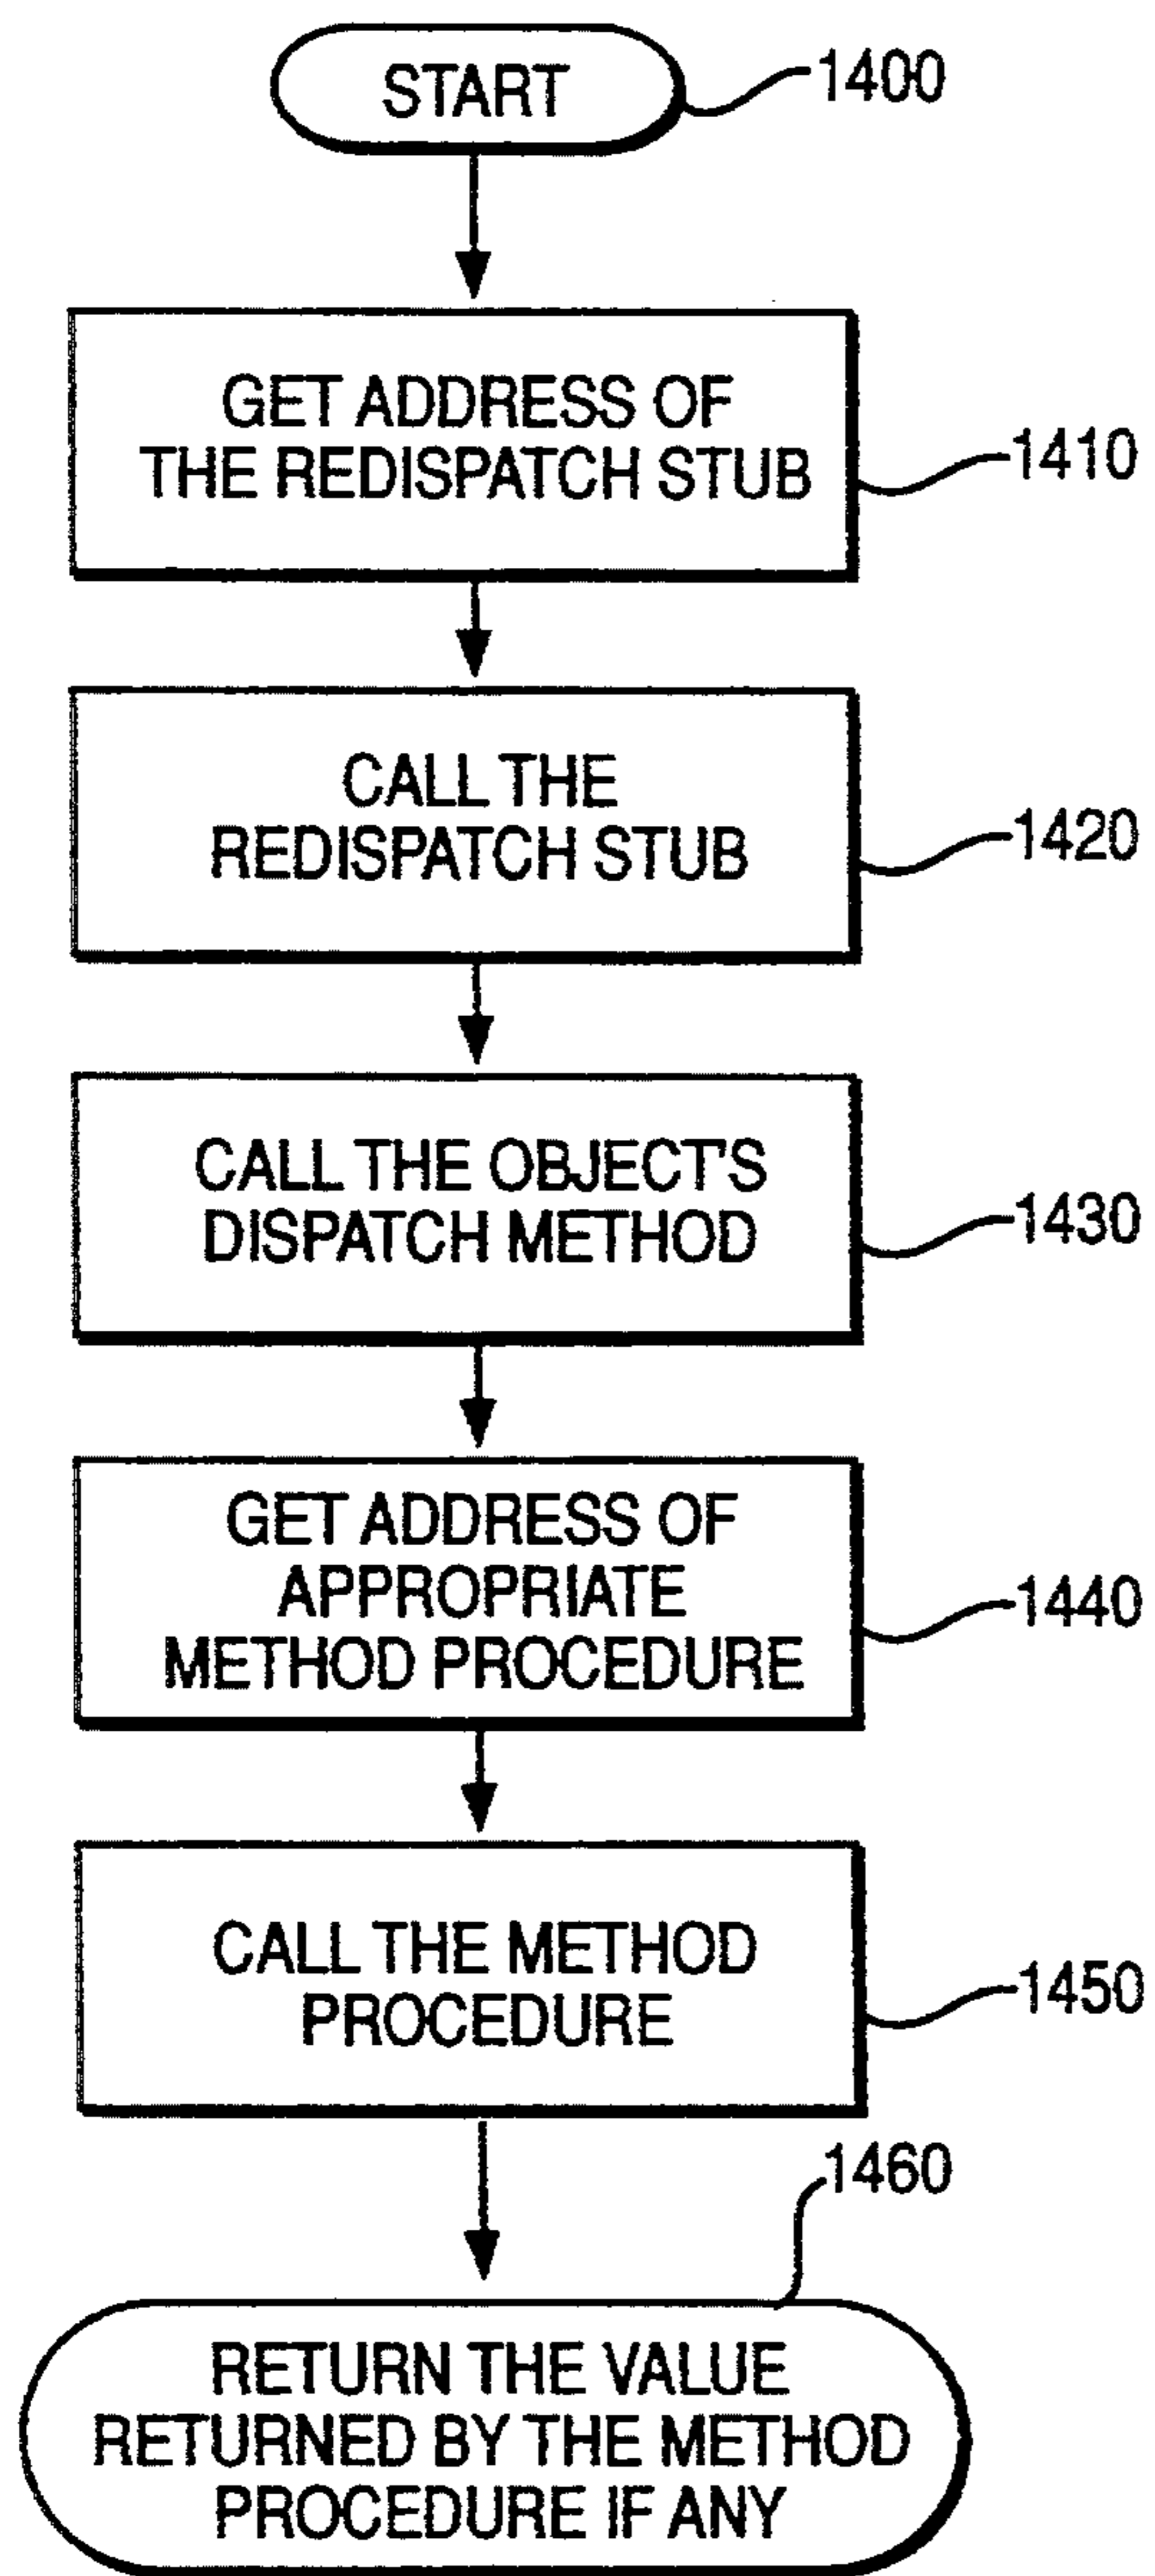 START
1400
GET ADDRESS OF
THE REDISPATCH STUB
1410
CALL THE
REDISPATCH STUB
1420
CALL THE OBJECT'S
DISPATCH METHOD
1430
GET ADDRESS OF
APPROPRIATE
METHOD PROCEDURE
1440
CALL THE METHOD
PROCEDURE
1450
1460
RETURN THE VALUE
RETURNED BY THE METHOD
PROCEDURE IF ANY